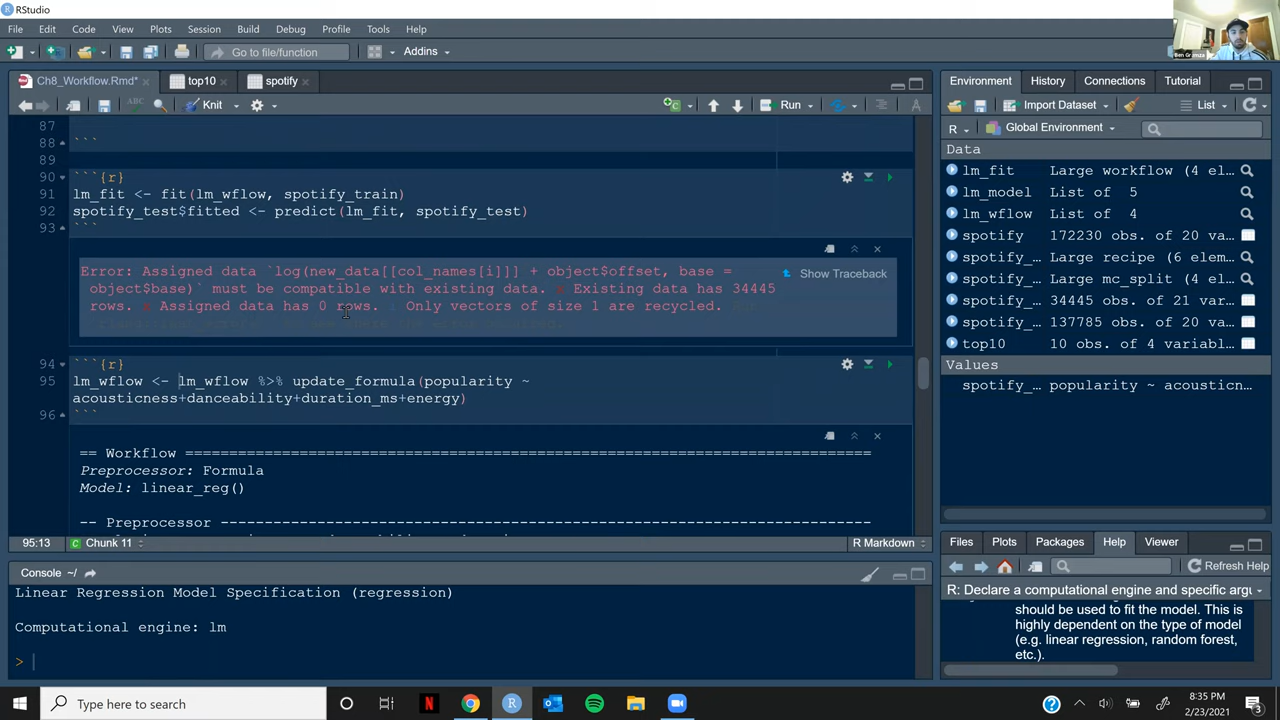 RStudio
File Edit Code View Plots Session Build Debug Profile Tools Help
Go to file/function
Addins
Ben Gramza
Ch8_Workflow.Rmd*
top10
spotify
Knit
Run
87
88 ```
89
90 ```{r}
91 lm_fit <- fit(lm_wflow, spotify_train)
92 spotify_test$fitted <- predict(lm_fit, spotify_test)
93 ```
Error: Assigned data `log(new_data[[col_names[i]]] + object$offset, base =
object$base)` must be compatible with existing data. x Existing data has 34445
rows. x Assigned data has 0 rows. i Only vectors of size 1 are recycled.
Show Traceback
94 ```{r}
95 lm_wflow <- lm_wflow %>% update_formula(popularity ~
acousticness+danceability+duration_ms+energy)
96 ```
== Workflow ====
Preprocessor: Formula
Model: linear_reg()
-- Preprocessor ----
95:13
Chunk 11
R Markdown
Console ~/
Linear Regression Model Specification (regression)
Computational engine: lm
>
Environment History Connections Tutorial
Import Dataset
List
R
Global Environment
Data
lm_fit Large workflow (4 el…
lm_model List of 5
lm_wflow List of 4
spotify 172230 obs. of 20 va…
spotify_… Large recipe (6 elem…
spotify_… Large mc_split (4 el…
spotify_… 34445 obs. of 21 var…
spotify_… 137785 obs. of 20 va…
top10 10 obs. of 4 variabl…
Values
spotify_… popularity ~ acousticn…
Files Plots Packages Help Viewer
Refresh Help
R: Declare a computational engine and specific argu
should be used to fit the model. This is
highly dependent on the type of model
(e.g. linear regression, random forest,
etc.).
Type here to search
8:35 PM
2/23/2021
3